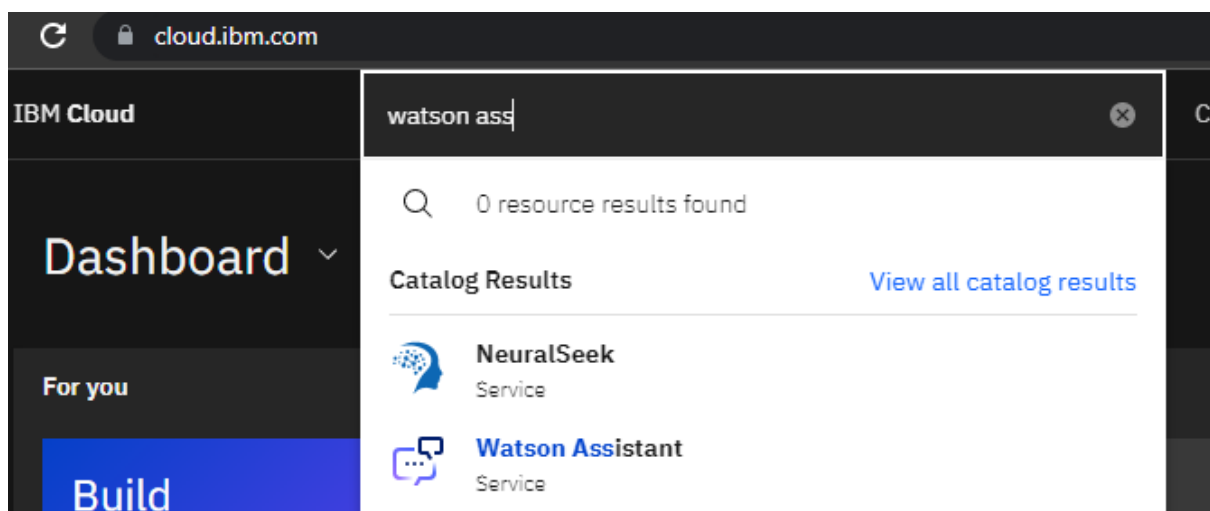 cloud.ibm.com
IBM Cloud
watson ass
C
Dashboard
0 resource results found
Catalog Results
View all catalog results
For you
NeuralSeek
Service
Watson Assistant
Service
Build